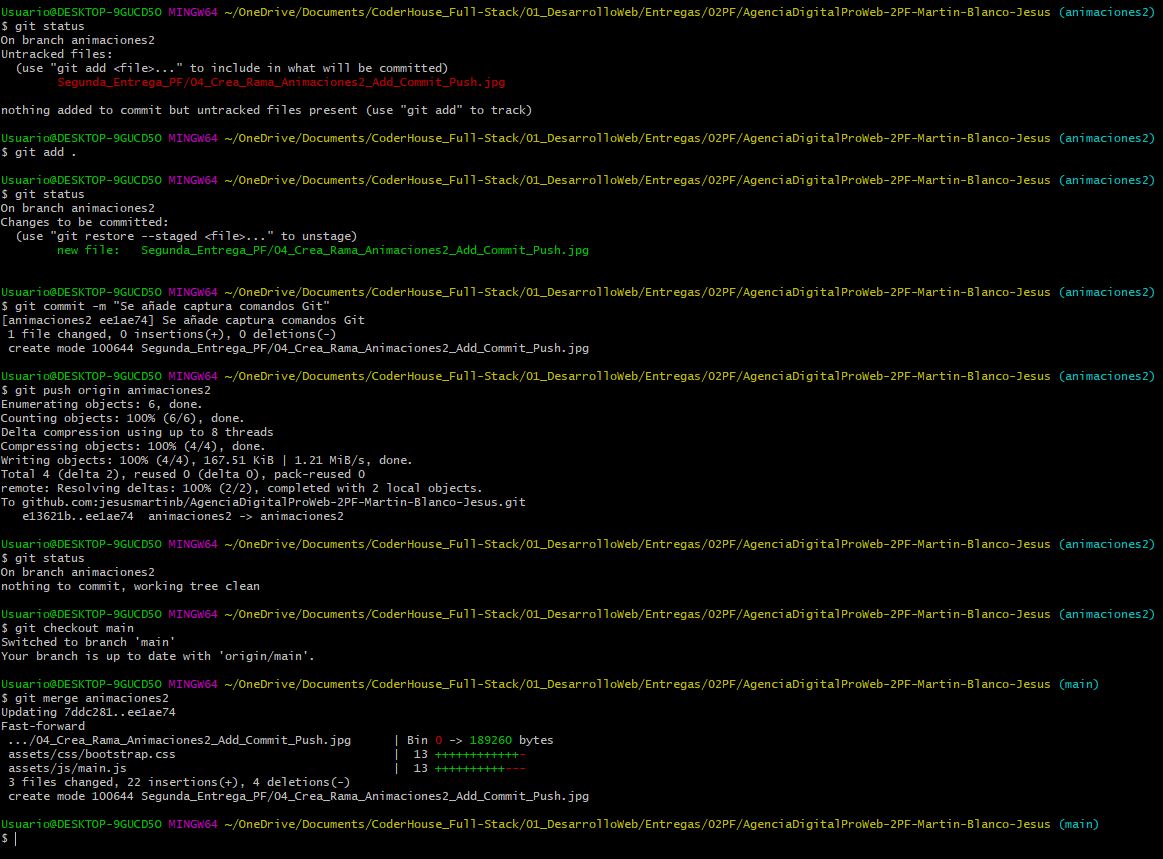 Usuario@DESKTOP-9GUCD5O MINGW64 ~/OneDrive/Documents/CoderHouse_Full-Stack/01_DesarrolloWeb/Entregas/02PF/AgenciaDigitalProWeb-2PF-Martin-Blanco-Jesus (animaciones2)
$ git status
On branch animaciones2
Untracked files:
  (use "git add <file>..." to include in what will be committed)
        Segunda_Entrega_PF/04_Crea_Rama_Animaciones2_Add_Commit_Push.jpg

nothing added to commit but untracked files present (use "git add" to track)

Usuario@DESKTOP-9GUCD5O MINGW64 ~/OneDrive/Documents/CoderHouse_Full-Stack/01_DesarrolloWeb/Entregas/02PF/AgenciaDigitalProWeb-2PF-Martin-Blanco-Jesus (animaciones2)
$ git add .

Usuario@DESKTOP-9GUCD5O MINGW64 ~/OneDrive/Documents/CoderHouse_Full-Stack/01_DesarrolloWeb/Entregas/02PF/AgenciaDigitalProWeb-2PF-Martin-Blanco-Jesus (animaciones2)
$ git status
On branch animaciones2
Changes to be committed:
  (use "git restore --staged <file>..." to unstage)
        new file:   Segunda_Entrega_PF/04_Crea_Rama_Animaciones2_Add_Commit_Push.jpg

Usuario@DESKTOP-9GUCD5O MINGW64 ~/OneDrive/Documents/CoderHouse_Full-Stack/01_DesarrolloWeb/Entregas/02PF/AgenciaDigitalProWeb-2PF-Martin-Blanco-Jesus (animaciones2)
$ git commit -m "Se añade captura comandos Git"
[animaciones2 ee1ae74] Se añade captura comandos Git
 1 file changed, 0 insertions(+), 0 deletions(-)
 create mode 100644 Segunda_Entrega_PF/04_Crea_Rama_Animaciones2_Add_Commit_Push.jpg

Usuario@DESKTOP-9GUCD5O MINGW64 ~/OneDrive/Documents/CoderHouse_Full-Stack/01_DesarrolloWeb/Entregas/02PF/AgenciaDigitalProWeb-2PF-Martin-Blanco-Jesus (animaciones2)
$ git push origin animaciones2
Enumerating objects: 6, done.
Counting objects: 100% (6/6), done.
Delta compression using up to 8 threads
Compressing objects: 100% (4/4), done.
Writing objects: 100% (4/4), 167.51 KiB | 1.21 MiB/s, done.
Total 4 (delta 2), reused 0 (delta 0), pack-reused 0
remote: Resolving deltas: 100% (2/2), completed with 2 local objects.
To github.com:jesusmartinb/AgenciaDigitalProWeb-2PF-Martin-Blanco-Jesus.git
   e13621b..ee1ae74  animaciones2 -> animaciones2

Usuario@DESKTOP-9GUCD5O MINGW64 ~/OneDrive/Documents/CoderHouse_Full-Stack/01_DesarrolloWeb/Entregas/02PF/AgenciaDigitalProWeb-2PF-Martin-Blanco-Jesus (animaciones2)
$ git status
On branch animaciones2
nothing to commit, working tree clean

Usuario@DESKTOP-9GUCD5O MINGW64 ~/OneDrive/Documents/CoderHouse_Full-Stack/01_DesarrolloWeb/Entregas/02PF/AgenciaDigitalProWeb-2PF-Martin-Blanco-Jesus (animaciones2)
$ git checkout main
Switched to branch 'main'
Your branch is up to date with 'origin/main'.

Usuario@DESKTOP-9GUCD5O MINGW64 ~/OneDrive/Documents/CoderHouse_Full-Stack/01_DesarrolloWeb/Entregas/02PF/AgenciaDigitalProWeb-2PF-Martin-Blanco-Jesus (main)
$ git merge animaciones2
Updating 7ddc281..ee1ae74
Fast-forward
 .../04_Crea_Rama_Animaciones2_Add_Commit_Push.jpg      | Bin 0 -> 189260 bytes
 assets/css/bootstrap.css                               |  13 ++++++++++++-
 assets/js/main.js                                      |  13 ++++++++++---
 3 files changed, 22 insertions(+), 4 deletions(-)
 create mode 100644 Segunda_Entrega_PF/04_Crea_Rama_Animaciones2_Add_Commit_Push.jpg

Usuario@DESKTOP-9GUCD5O MINGW64 ~/OneDrive/Documents/CoderHouse_Full-Stack/01_DesarrolloWeb/Entregas/02PF/AgenciaDigitalProWeb-2PF-Martin-Blanco-Jesus (main)
$